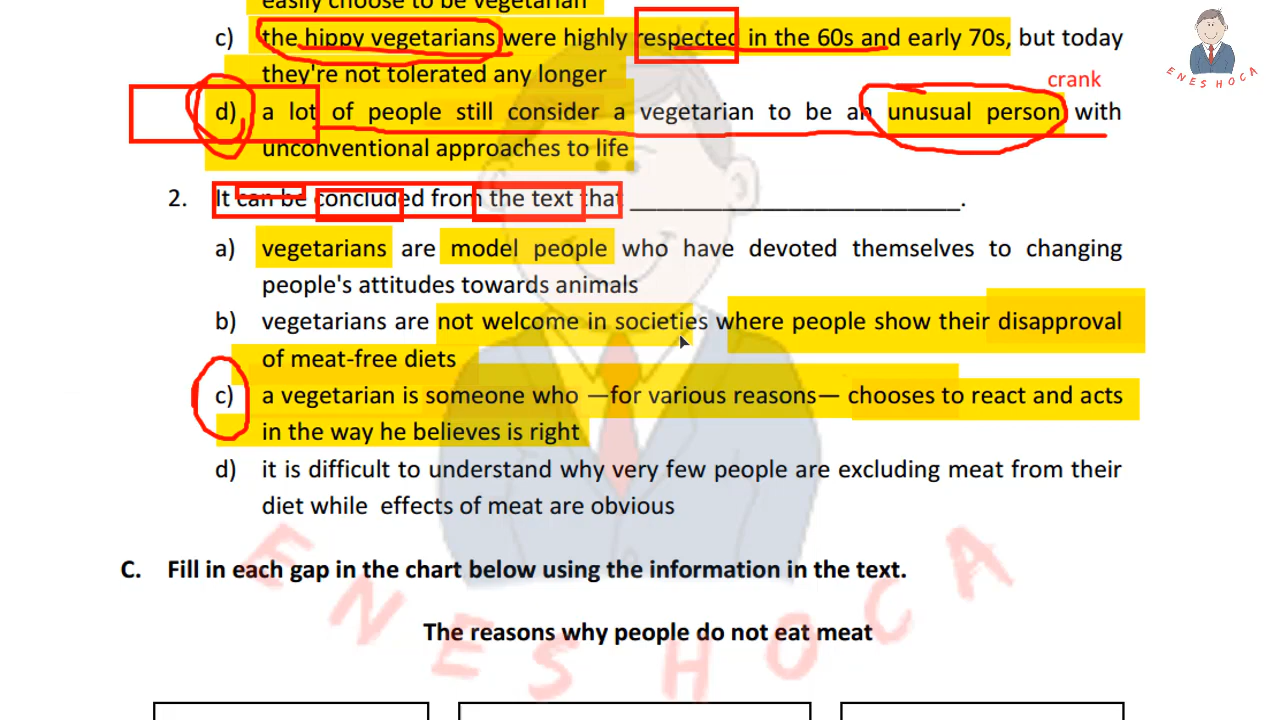 easily choose to be vegetarian
c) the hippy vegetarians were highly respected in the 60s and early 70s, but today
they're not tolerated any longer
crank
d) a lot of people still consider a vegetarian to be an unusual person with
unconventional approaches to life
2. It can be concluded from the text that ___________________________.
a) vegetarians are model people who have devoted themselves to changing
people's attitudes towards animals
b) vegetarians are not welcome in societies where people show their disapproval
of meat-free diets
c) a vegetarian is someone who —for various reasons— chooses to react and acts
in the way he believes is right
d) it is difficult to understand why very few people are excluding meat from their
diet while effects of meat are obvious
C. Fill in each gap in the chart below using the information in the text.
The reasons why people do not eat meat
ENES HOCA
ENES HOCA